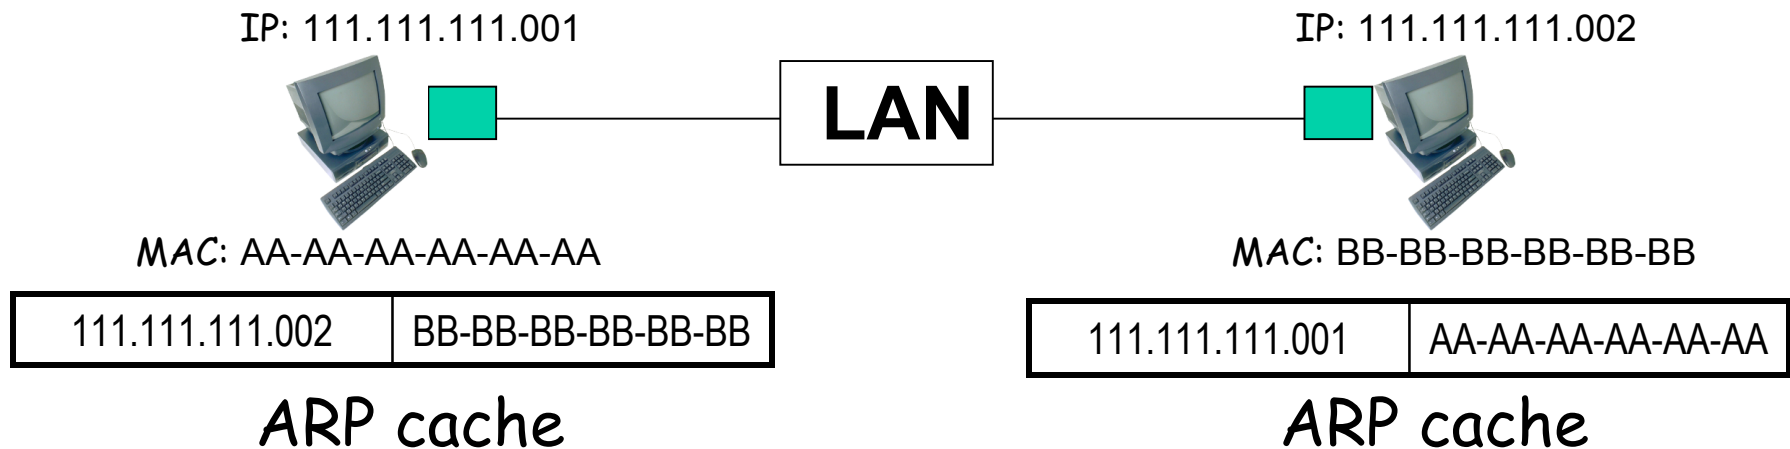 IP: 111.111.111.001
IP: 111.111.111.002
LAN
MAC: AA-AA-AA-AA-AA-AA
MAC: BB-BB-BB-BB-BB-BB
111.111.111.002 BB-BB-BB-BB-BB-BB
111.111.111.001 AA-AA-AA-AA-AA-AA
ARP cache
ARP cache